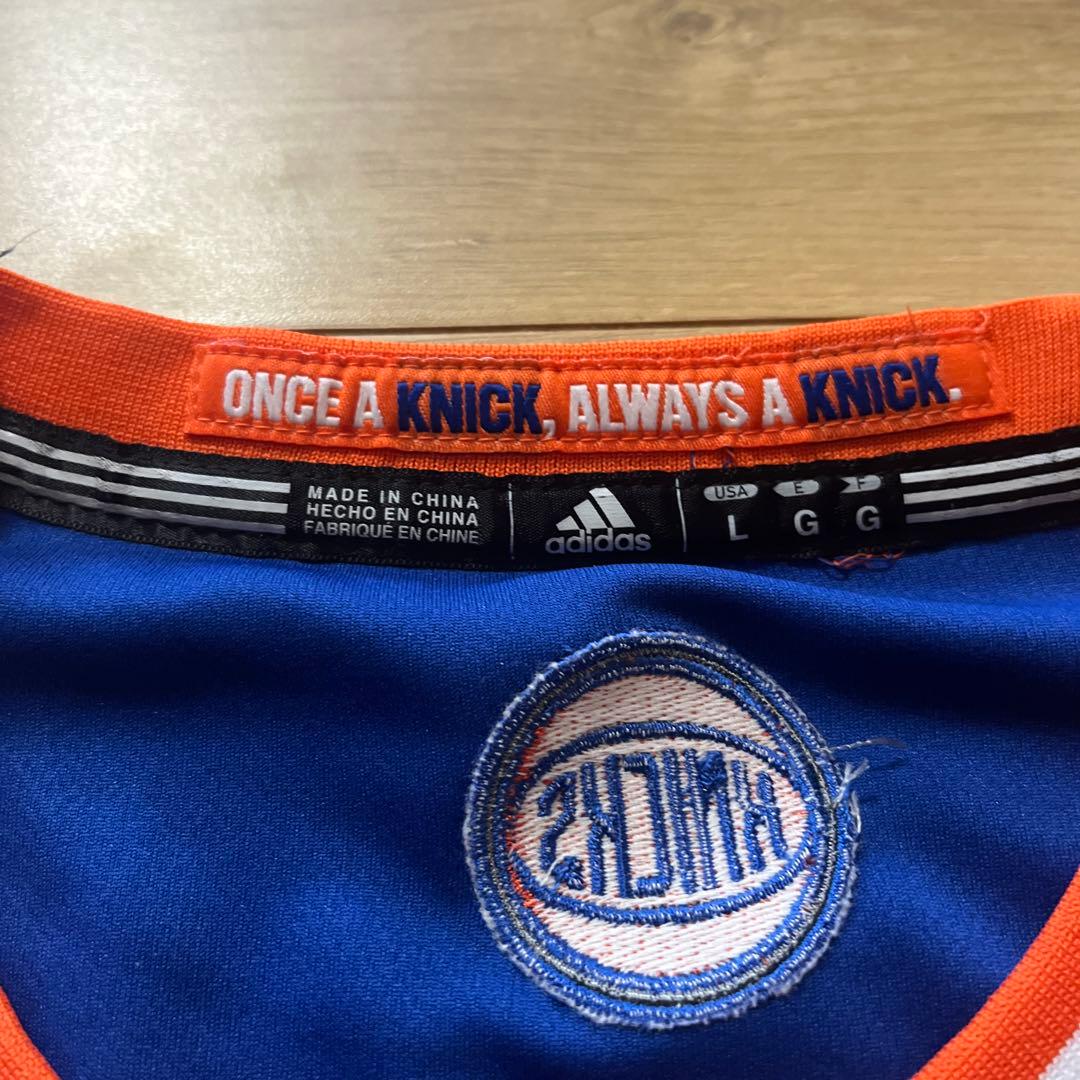 ONCE A KNICK, ALWAYS A KNICK.
MADE IN CHINA
HECHO EN CHINA
FABRIQUÉ EN CHINE
adidas
USA E F
L G G
KNICKS